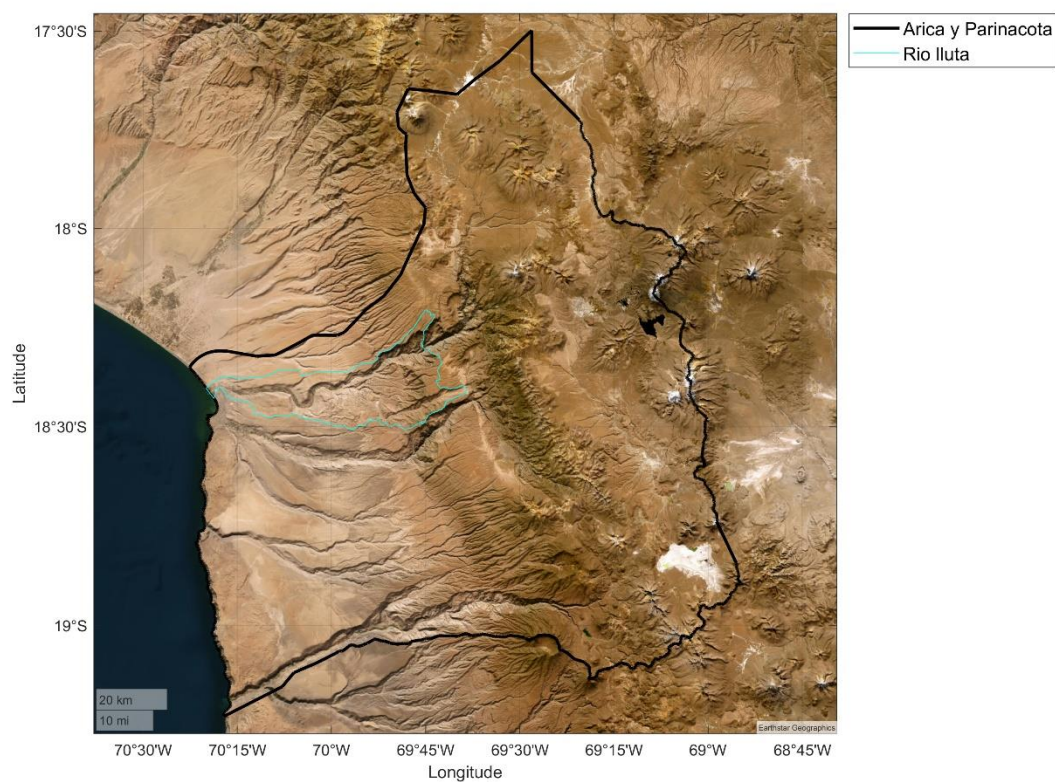 Arica y Parinacota
Rio lluta
17°30'S
18°S
18°30'S
19°S
Latitude
20 km
10 mi
Earthstar Geographics
70°30'W 70°15'W 70°W 69°45'W 69°30'W 69°15'W 69°W 68°45'W
Longitude